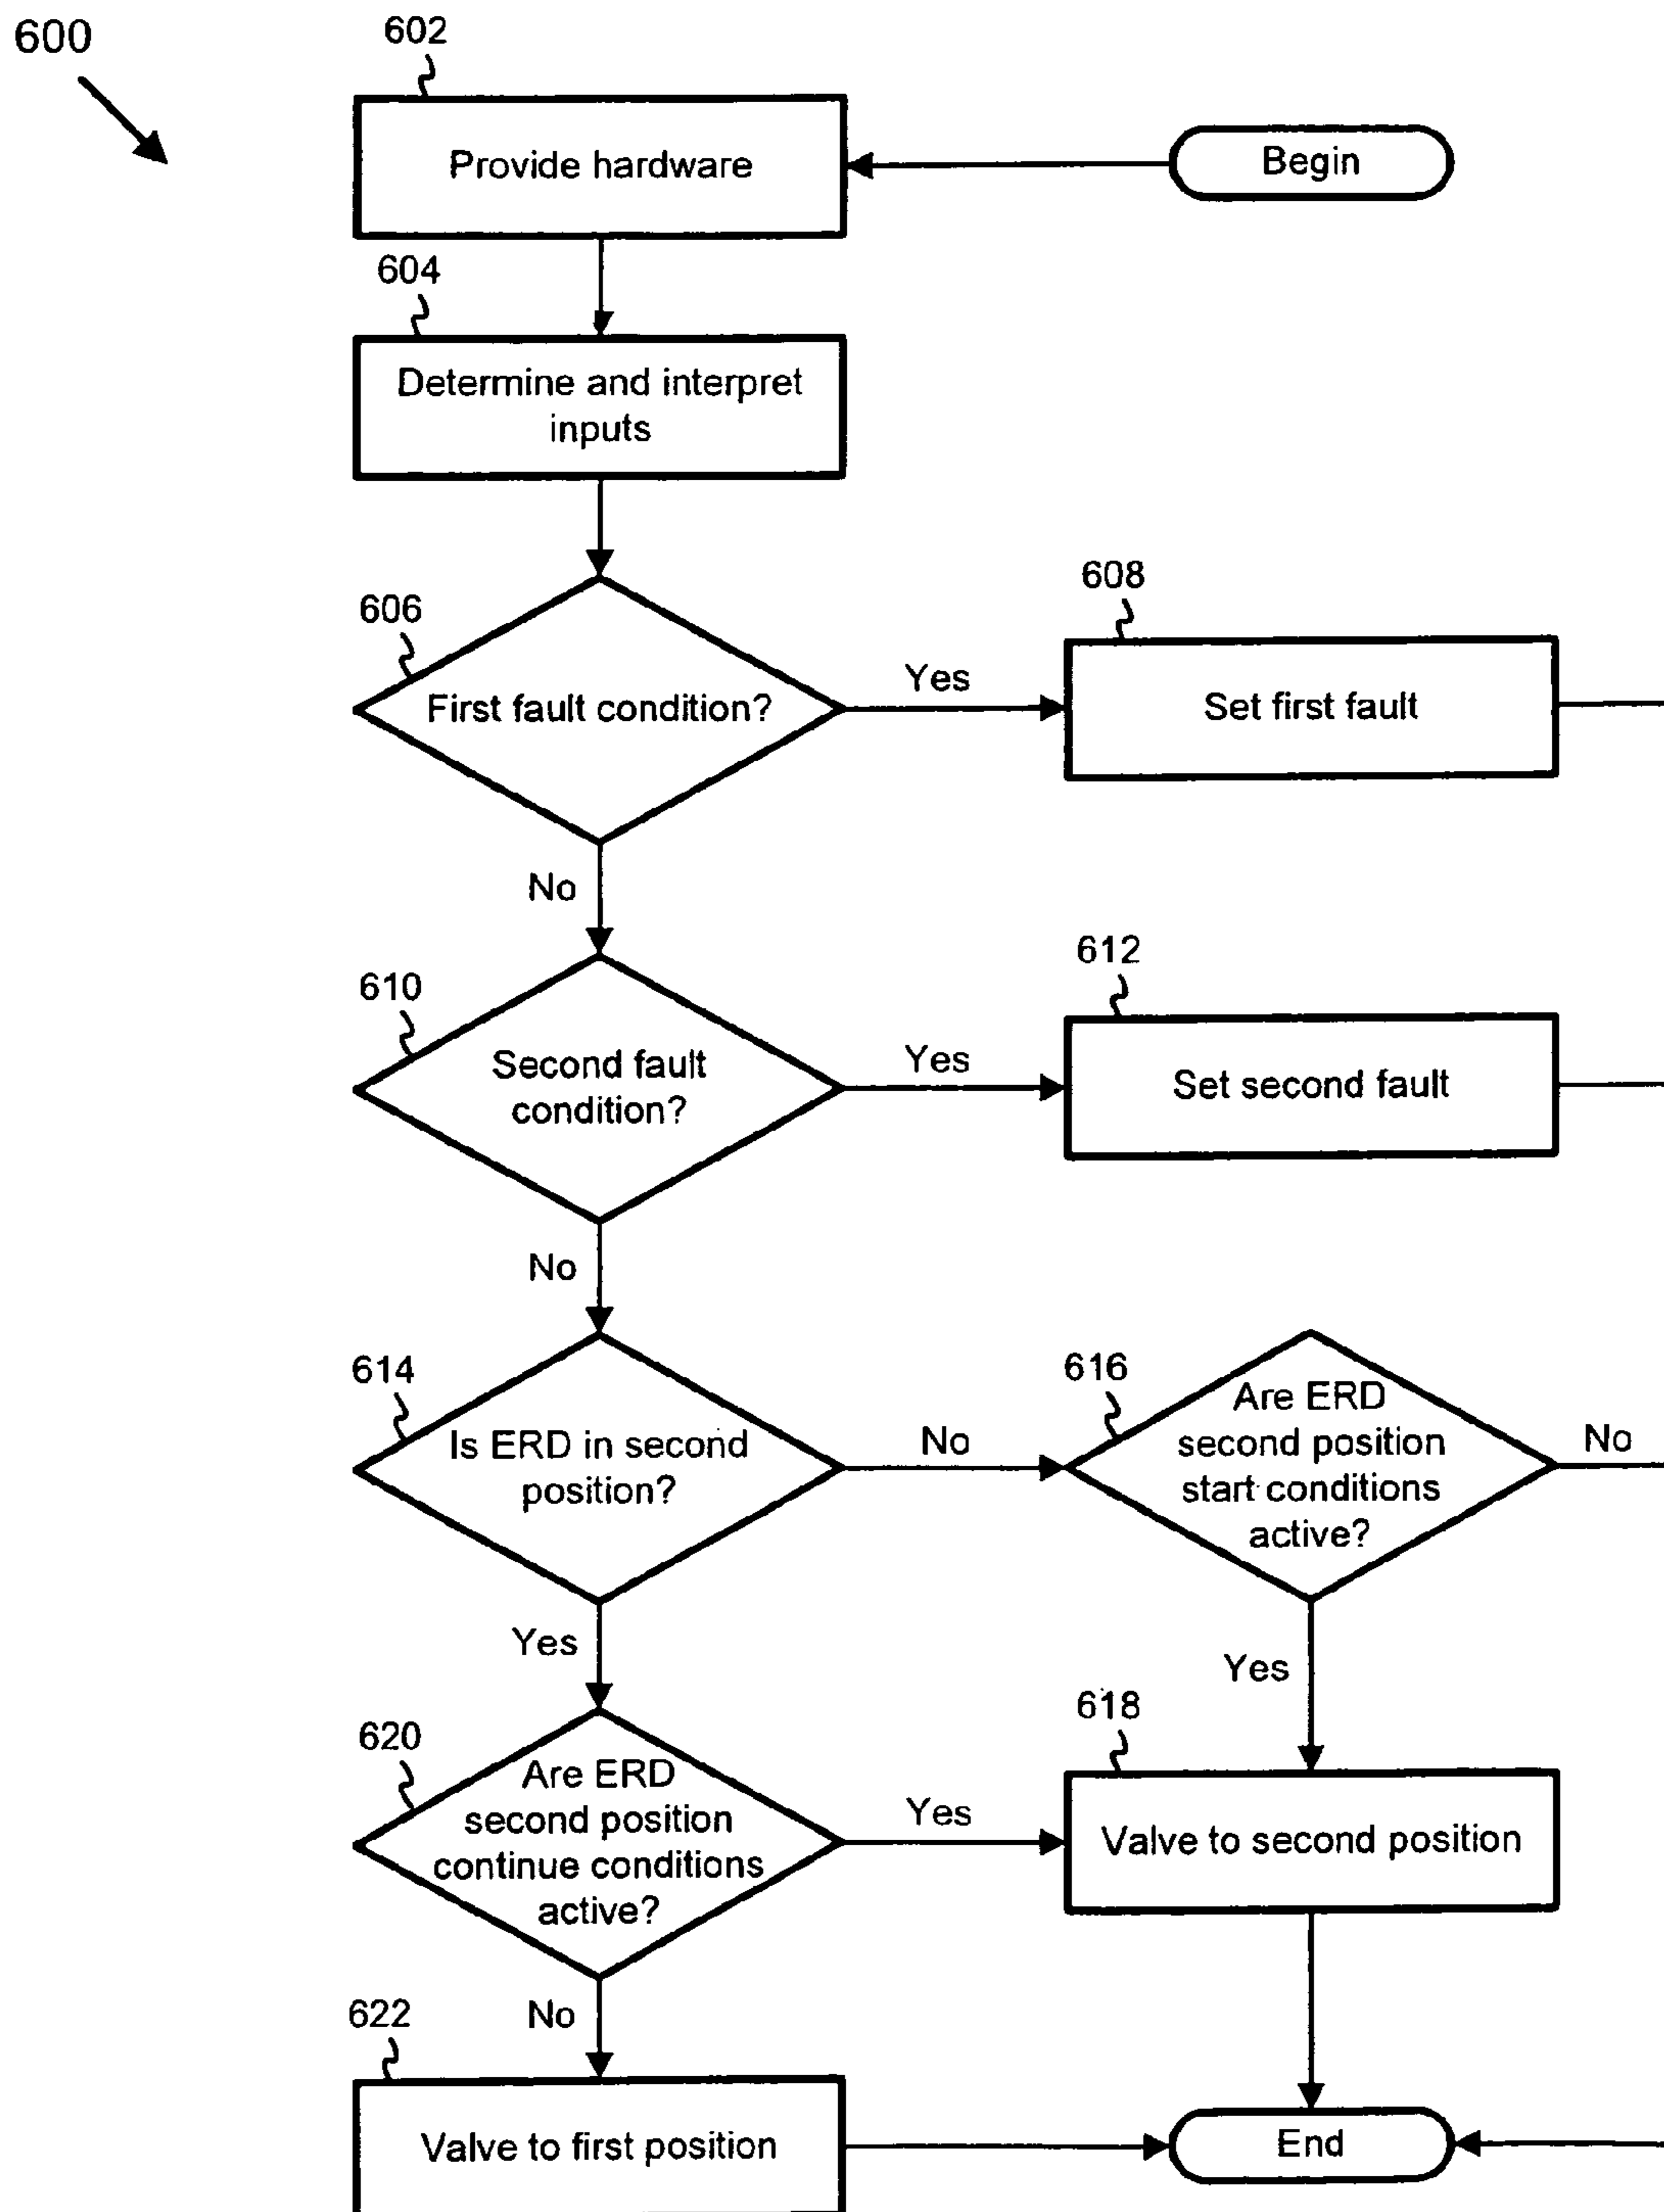 600
602
Provide hardware
Begin
604
Determine and interpret
inputs
606
First fault condition?
Yes
608
Set first fault
No
610
Second fault
condition?
Yes
612
Set second fault
No
614
Is ERD in second
position?
No
616
Are ERD
second position
start conditions
active?
No
Yes
Yes
618
Valve to second position
620
Are ERD
second position
continue conditions
active?
Yes
No
622
Valve to first position
End